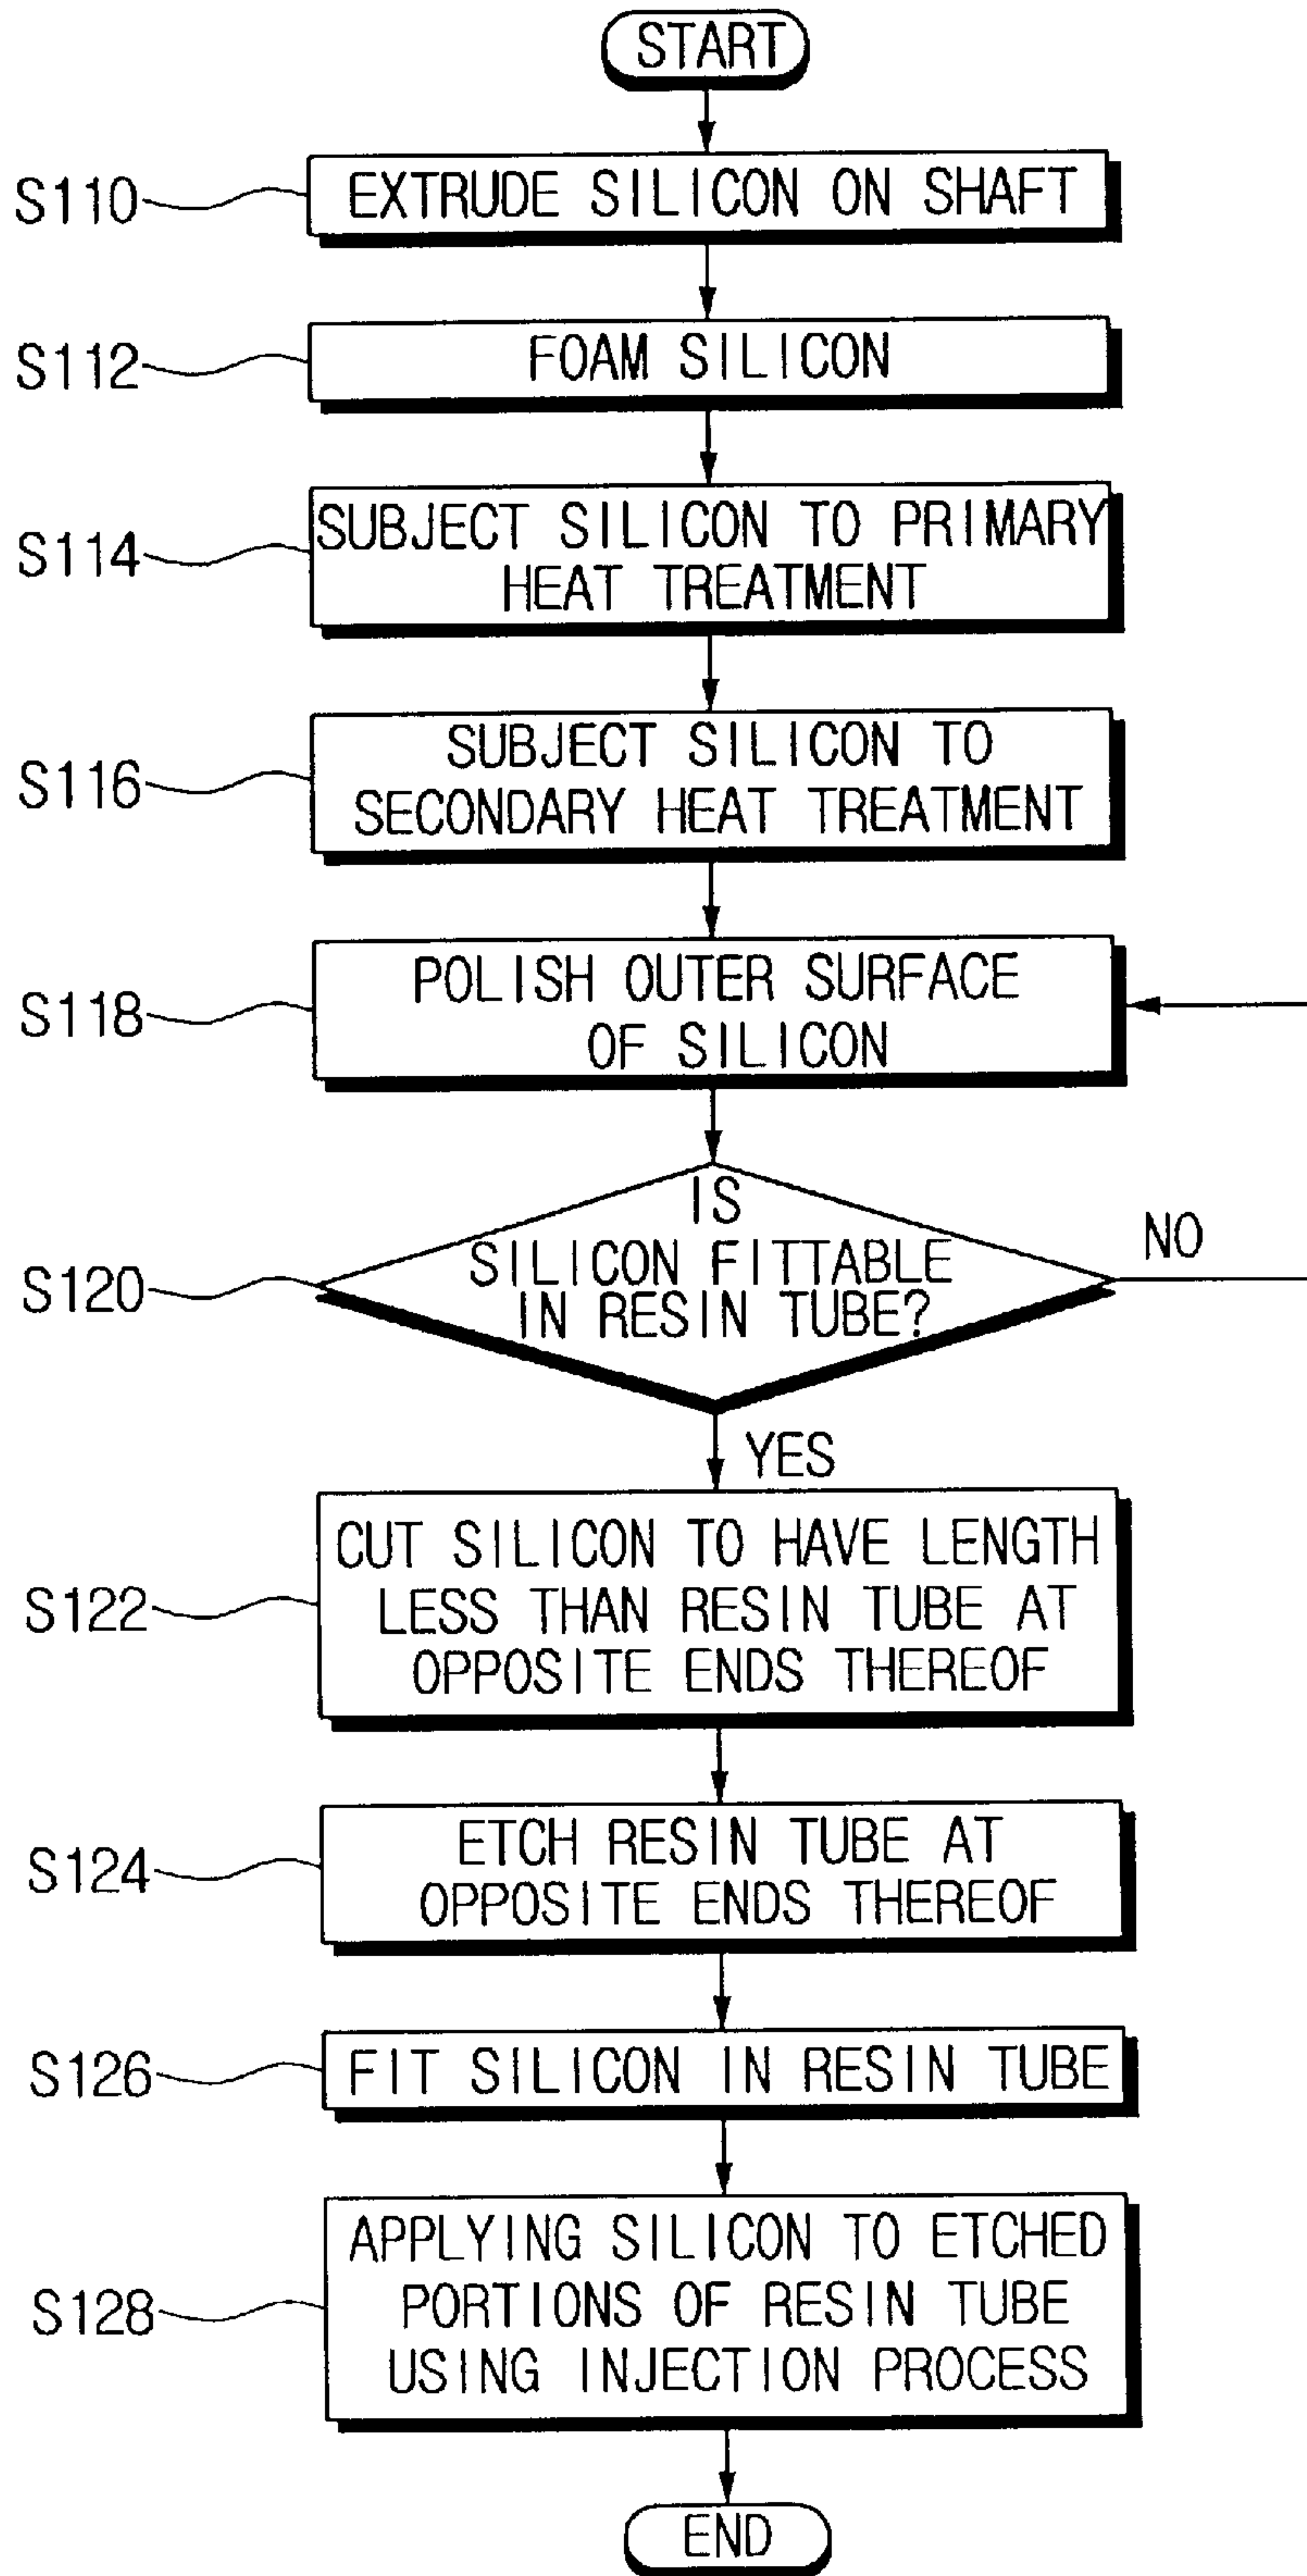 START
S110
EXTRUDE SILICON ON SHAFT
S112
FOAM SILICON
S114
SUBJECT SILICON TO PRIMARY
HEAT TREATMENT
S116
SUBJECT SILICON TO
SECONDARY HEAT TREATMENT
S118
POLISH OUTER SURFACE
OF SILICON
S120
IS
SILICON FITTABLE
IN RESIN TUBE?
NO
YES
S122
CUT SILICON TO HAVE LENGTH
LESS THAN RESIN TUBE AT
OPPOSITE ENDS THEREOF
S124
ETCH RESIN TUBE AT
OPPOSITE ENDS THEREOF
S126
FIT SILICON IN RESIN TUBE
S128
APPLYING SILICON TO ETCHED
PORTIONS OF RESIN TUBE
USING INJECTION PROCESS
END